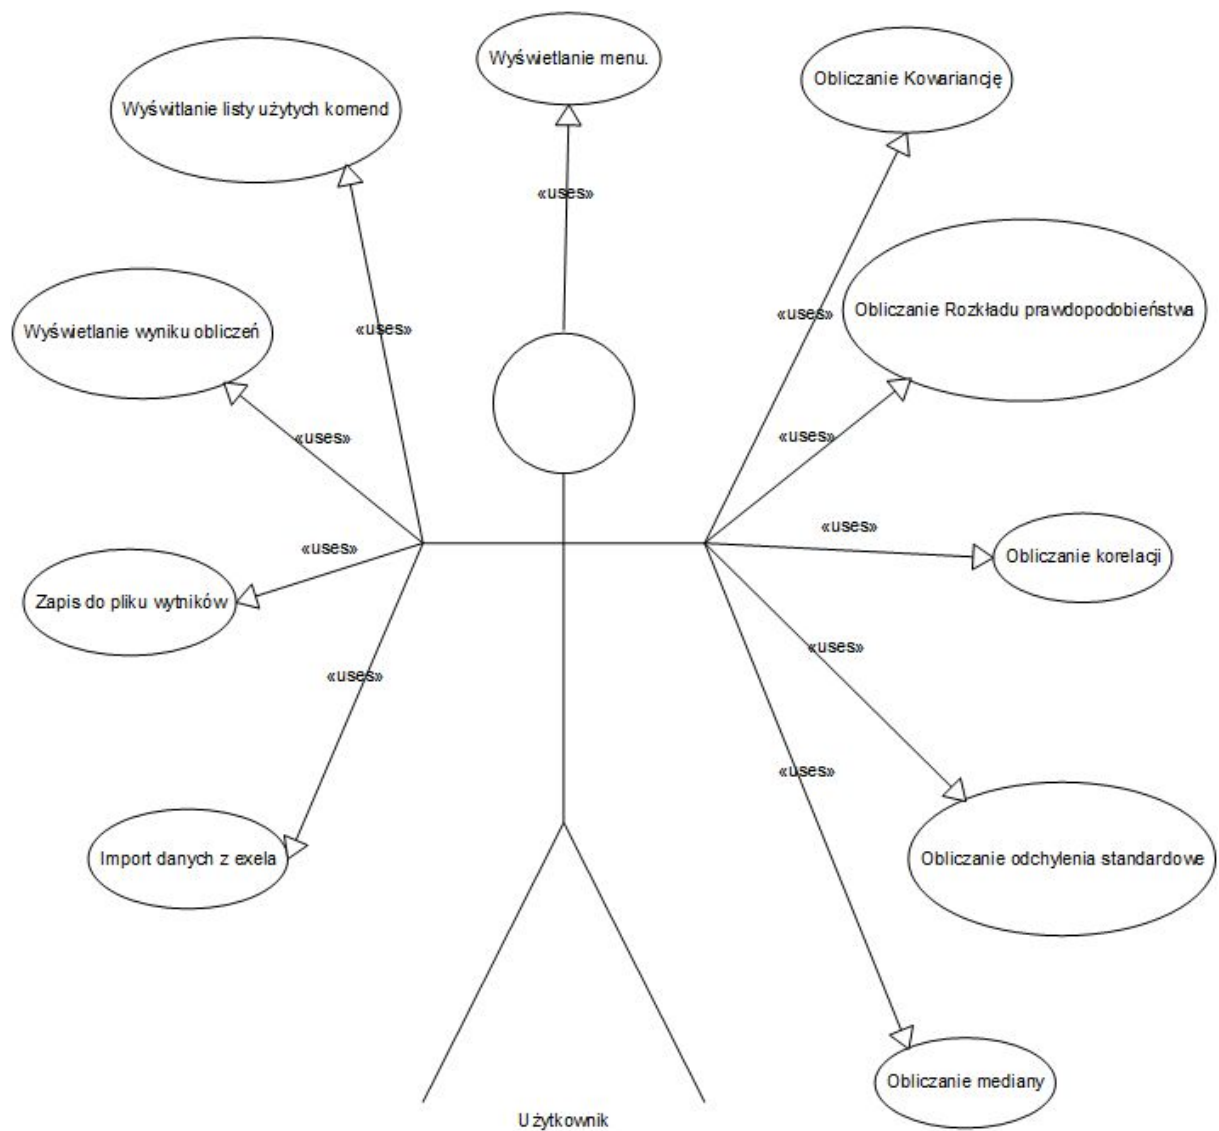 Wyświetlanie menu.
Obliczanie Kowariancję
Wyświtlanie listy użytych komend
«uses»
Obliczanie Rozkładu prawdopodobieństwa
«uses»
Wyświetlanie wyniku obliczeń
«uses»
«uses»
«uses»
«uses»
«uses»
Obliczanie korelacji
Zapis do pliku wytników
«uses»
«uses»
«uses»
Import danych z exela
Obliczanie odchylenia standardowe
Obliczanie mediany
Użytkownik